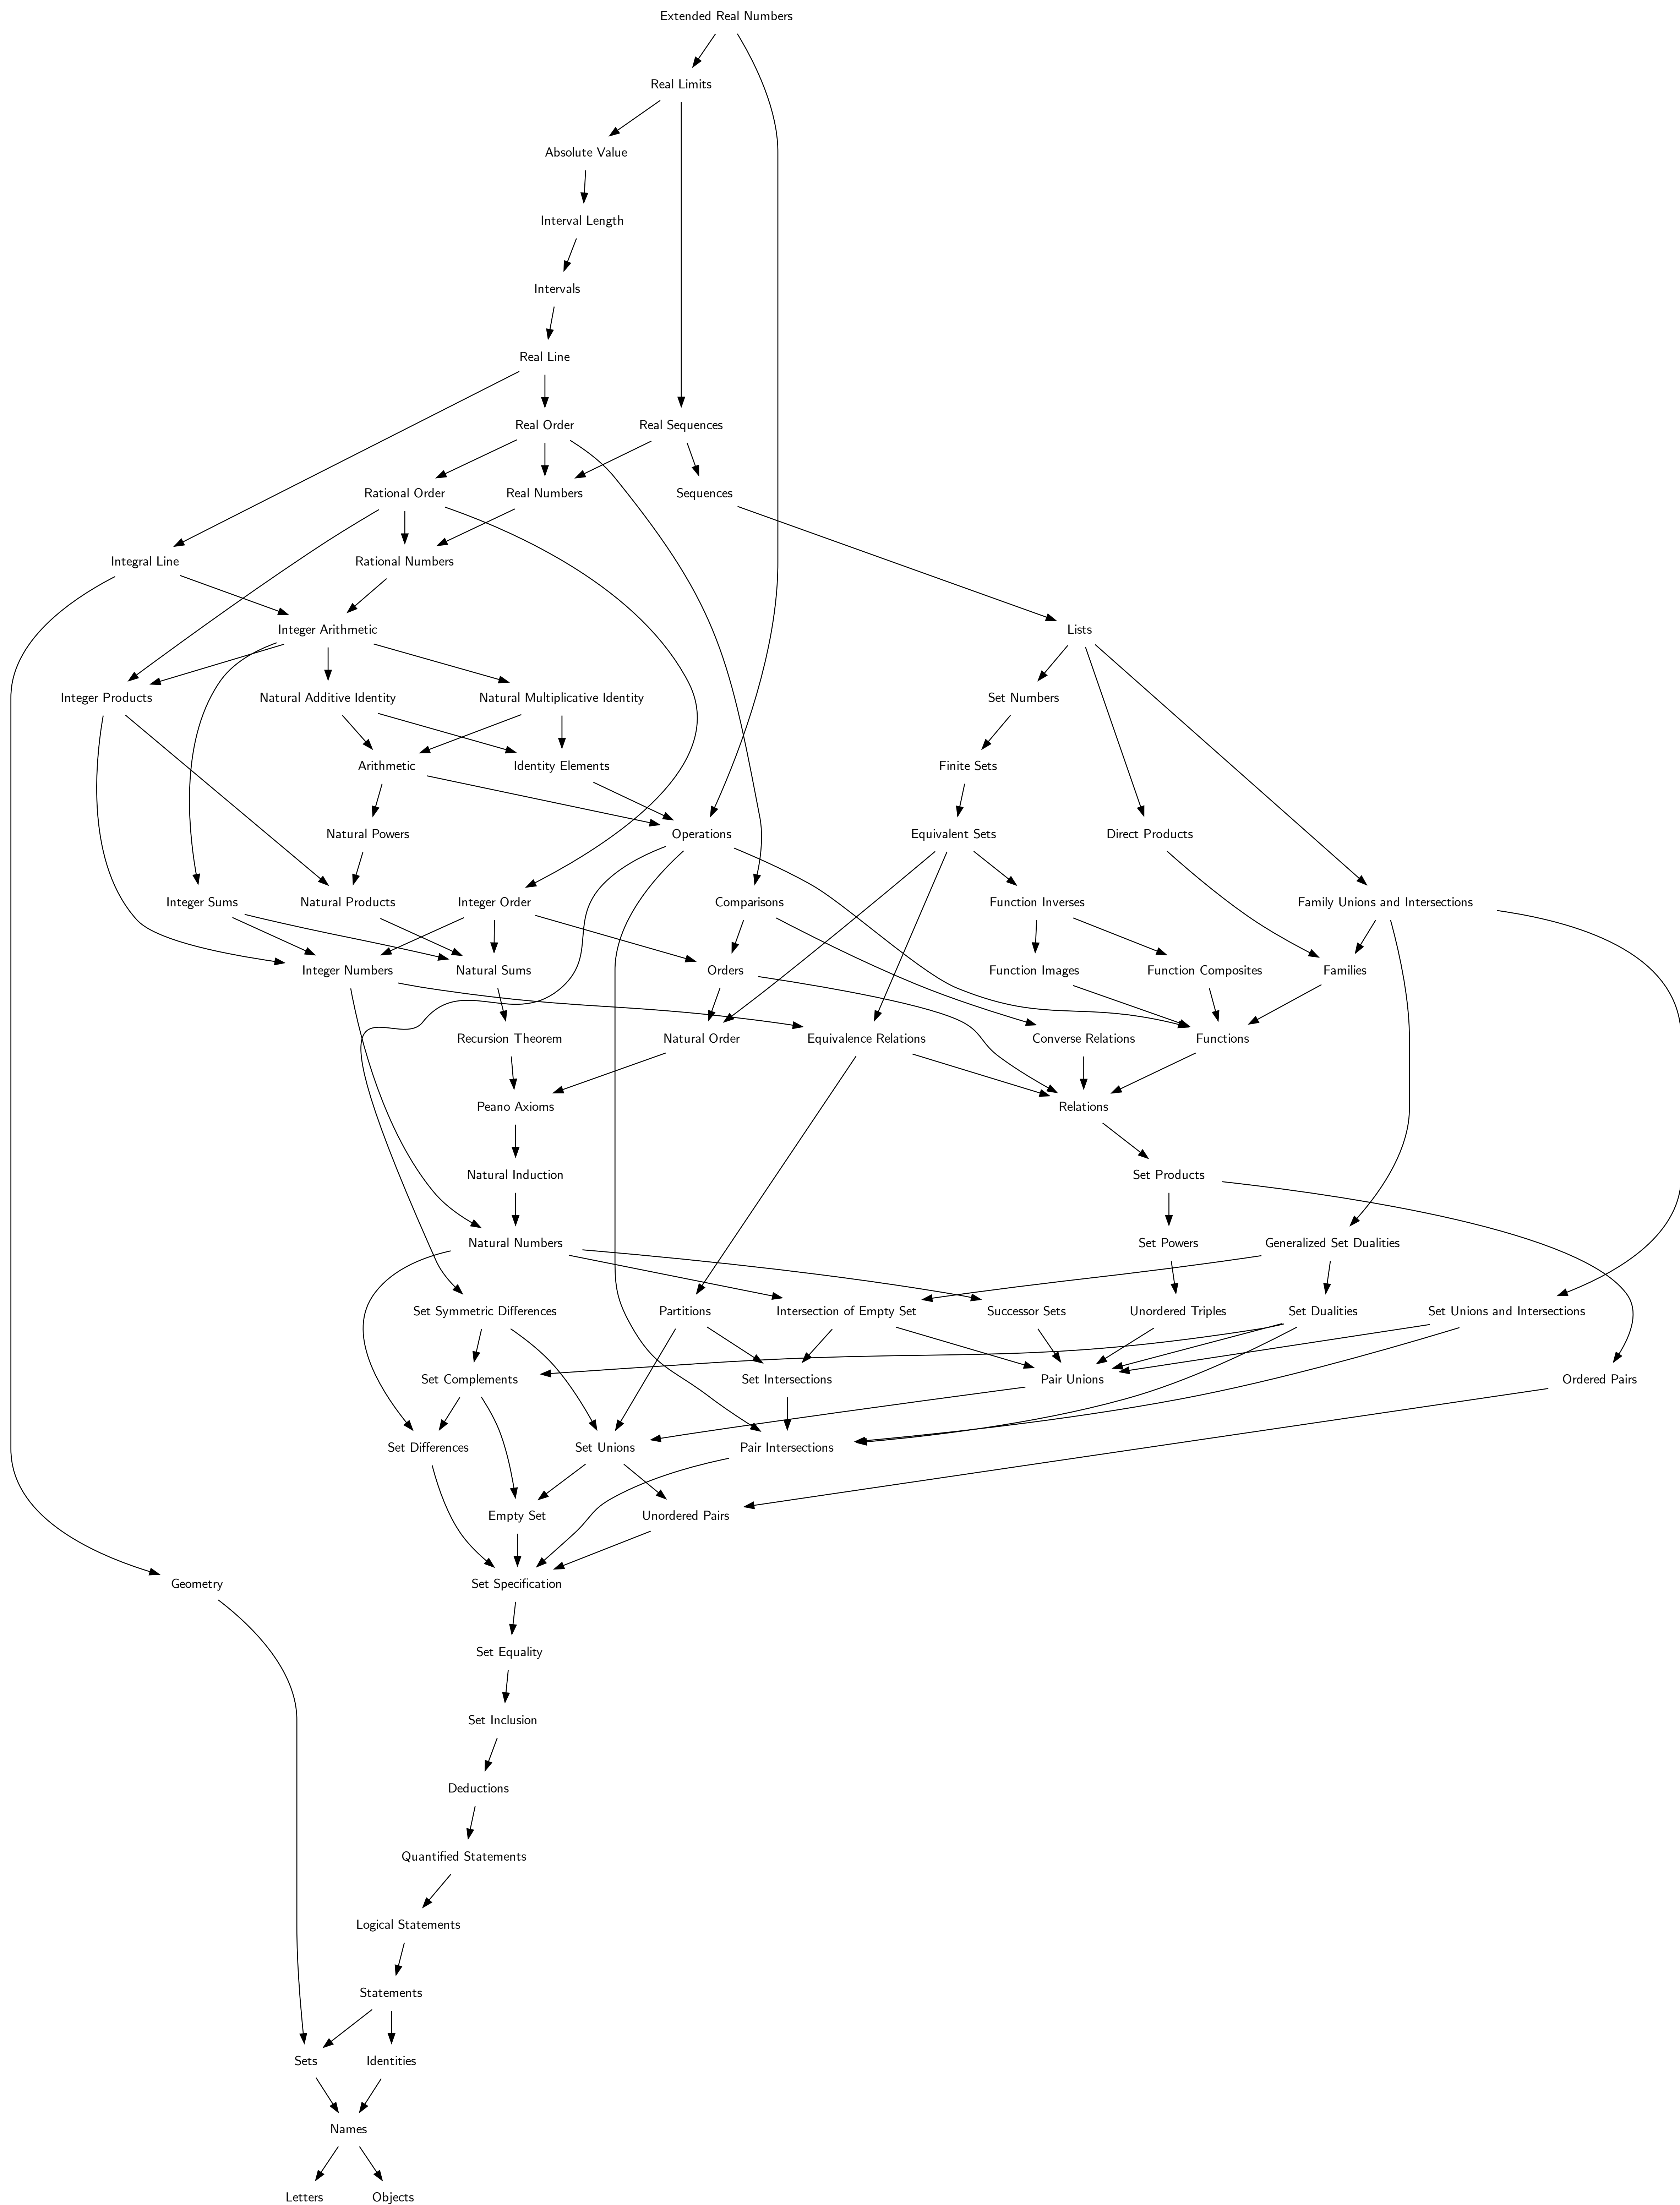 Extended Real Numbers
Real Limits
Absolute Value
Interval Length
Intervals
Real Line
Real Order
Real Sequences
Rational Order
Real Numbers
Sequences
Integral Line
Rational Numbers
Integer Arithmetic
Lists
Integer Products
Natural Additive Identity
Natural Multiplicative Identity
Set Numbers
Arithmetic
Identity Elements
Finite Sets
Natural Powers
Operations
Equivalent Sets
Direct Products
Integer Sums
Natural Products
Integer Order
Comparisons
Function Inverses
Family Unions and Intersections
Integer Numbers
Natural Sums
Orders
Function Images
Function Composites
Families
Recursion Theorem
Natural Order
Equivalence Relations
Converse Relations
Functions
Peano Axioms
Relations
Natural Induction
Set Products
Natural Numbers
Set Powers
Generalized Set Dualities
Set Symmetric Differences
Partitions
Intersection of Empty Set
Successor Sets
Unordered Triples
Set Dualities
Set Unions and Intersections
Set Complements
Set Intersections
Pair Unions
Ordered Pairs
Set Differences
Set Unions
Pair Intersections
Empty Set
Unordered Pairs
Geometry
Set Specification
Set Equality
Set Inclusion
Deductions
Quantified Statements
Logical Statements
Statements
Sets
Identities
Names
Letters
Objects